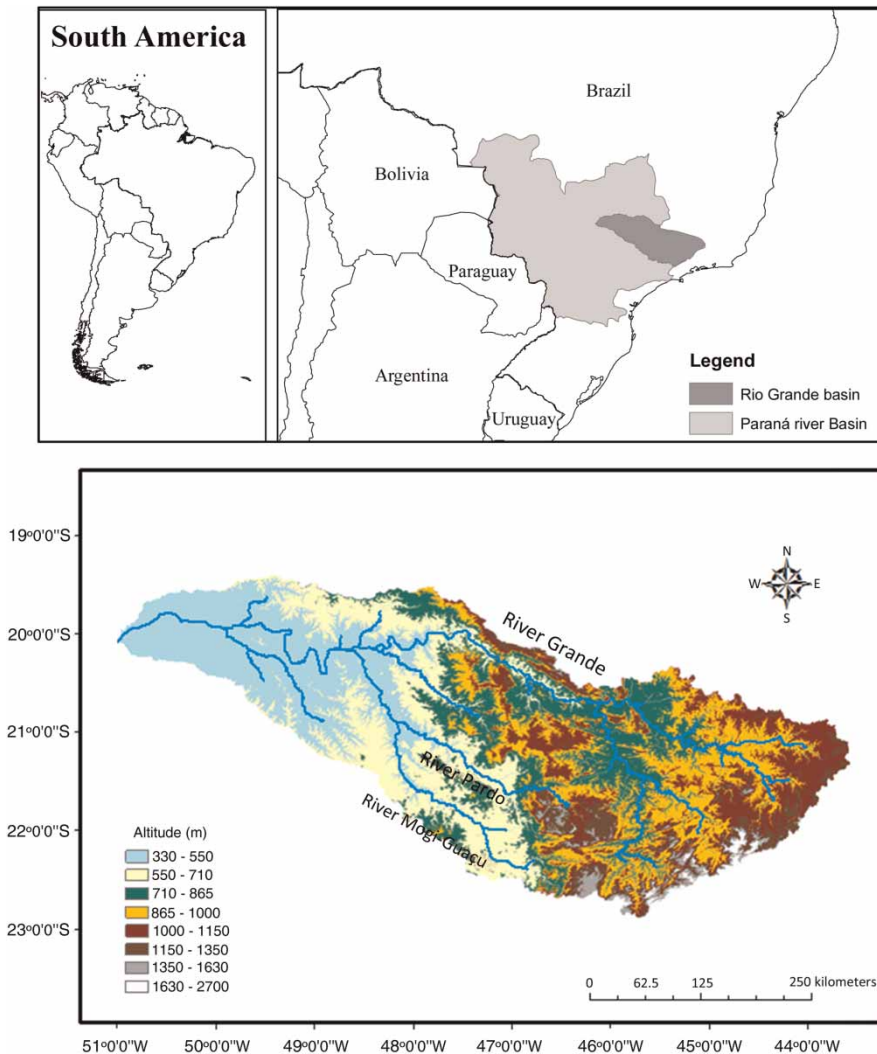 South America
Brazil
Bolivia
Paraguay
Argentina
Uruguay
Legend
Rio Grande basin
Paraná river Basin
19º0'0''S
20º0'0''S
21º0'0''S
22º0'0''S
23º0'0''S
N
W E
S
River Grande
River Pardo
River Mogi Guaçu
Altitude (m)
330 - 550
550 - 710
710 - 865
865 - 1000
1000 - 1150
1150 - 1350
1350 - 1630
1630 - 2700
0 62.5 125 250 kilometers
51º0'0''W 50º0'0''W 49º0'0''W 48º0'0''W 47º0'0''W 46º0'0''W 45º0'0''W 44º0'0''W